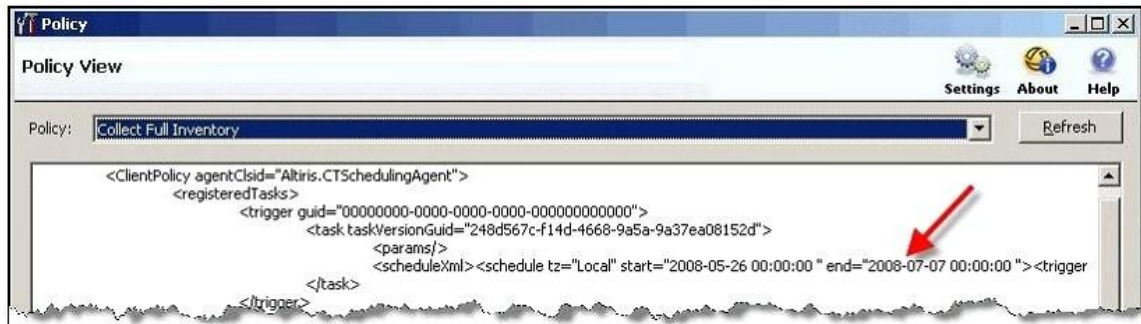 Policy
Policy View
Settings About Help
Policy: Collect Full Inventory Refresh
<ClientPolicy agentClsid="Altiris.CTSchedulingAgent">
<registeredTasks>
<trigger guid="00000000-0000-0000-0000-000000000000">
<task taskVersionGuid="248d567c-f14d-4668-9a5a-9a37ea08152d">
<params/>
<scheduleXml><schedule tz="Local" start="2008-05-26 00:00:00 " end="2008-07-07 00:00:00 "><trigger
</task>
</trigger>